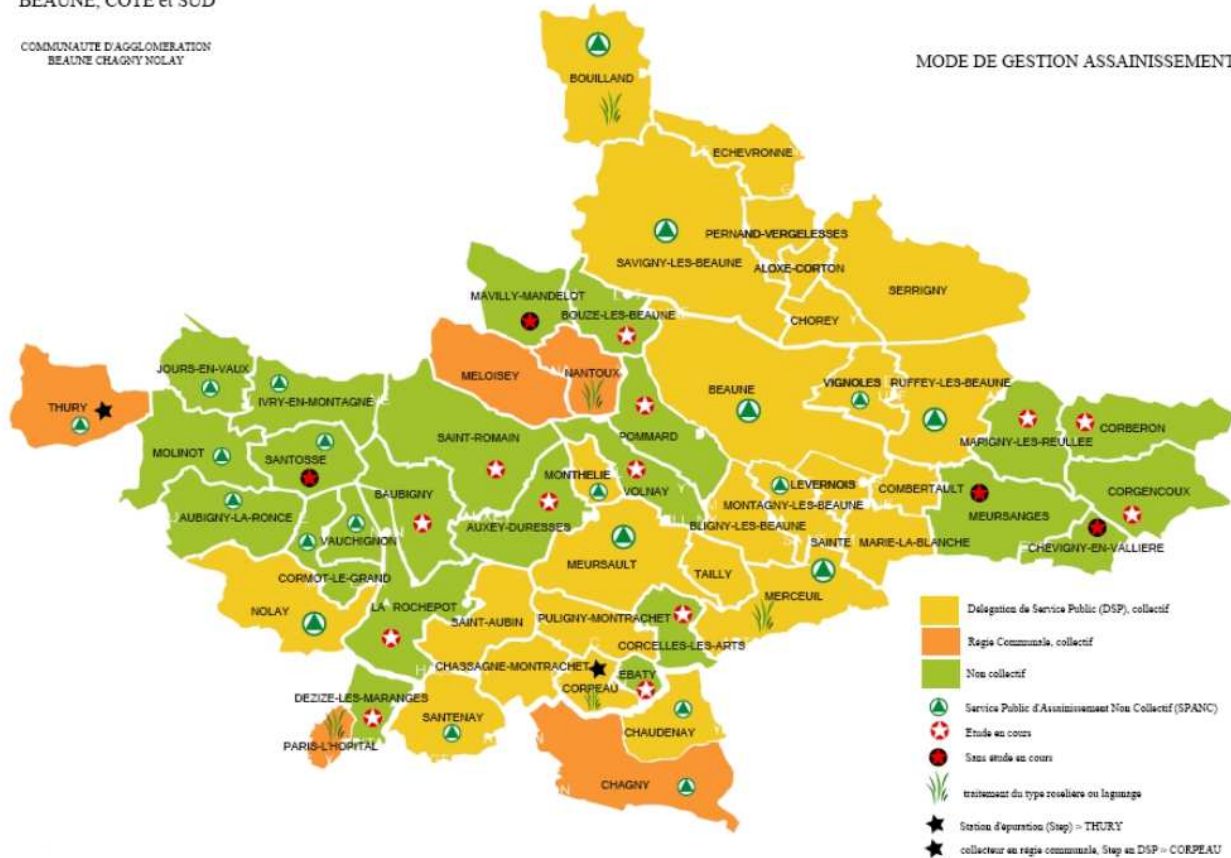 BEAUNE, COTE et SUD
COMMUNAUTE D'AGGLOMERATION
BEAUNE CHAGNY NOLAY
MODE DE GESTION ASSAINISSEMENT
BOUILLAND
ECHEVRONNE
PERNAND-VERGELESSES
SAVIGNY-LES-BEAUNE
ALOXE-CORTON
SERRIGNY
MAVILLY-MANDELOT
BOUZE-LES-BEAUNE
CHOREY
JOURS-EN-VAUX
MELOISEY
NANTOUX
BEAUNE
VIGNOLES
RUFFEY-LES-BEAUNE
THURY
IVRY-EN-MONTAGNE
SAINT-ROMAIN
POMMARD
MARIGNY-LES-REULLEE
CORBERON
MOLINOT
SANTOSSE
MONTHELIE
VOLNAY
LEVERNOIS
COMBERTAULT
CORGENCOUX
BAUBIGNY
MONTAGNY-LES-BEAUNE
MEURSANGES
AUBIGNY-LA-RONCE
VAUCHIGNON
AUXEY-DURESSES
BLIGNY-LES-BEAUNE
SAINTE
MARIE-LA-BLANCHE
CHEVIGNY-EN-VALLIERE
MEURSAULT
TAILLY
CORMOT-LE-GRAND
MERCEUIL
NOLAY
LA ROCHEPOT
SAINT-AUBIN
PULIGNY-MONTRACHET
CORCELLES-LES-ARTS
CHASSAGNE-MONTRACHET
EBATY
CORPEAU
DEZIZE-LES-MARANGES
SANTENAY
CHAUDENAY
PARIS-L'HOPITAL
CHAGNY
Délégation de Service Public (DSP), collectif
Régie Communale, collectif
Non collectif
Service Public d'Assainissement Non Collectif (SPANC)
Etude en cours
Sans étude en cours
traitement du type roselière ou lagunage
Station d'épuration (Step) > THURY
collecteur en régie communale, Step en DSP > CORPEAU